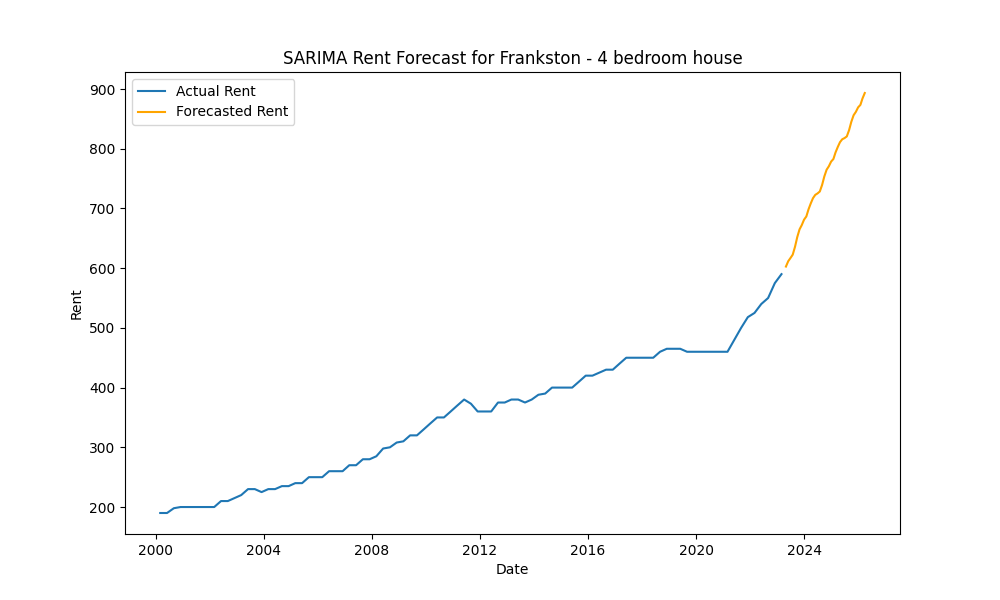 SARIMA Rent Forecast for Frankston - 4 bedroom house
Actual Rent
Forecasted Rent
900
800
700
600
500
400
300
200
Rent
2000 2004 2008 2012 2016 2020 2024
Date